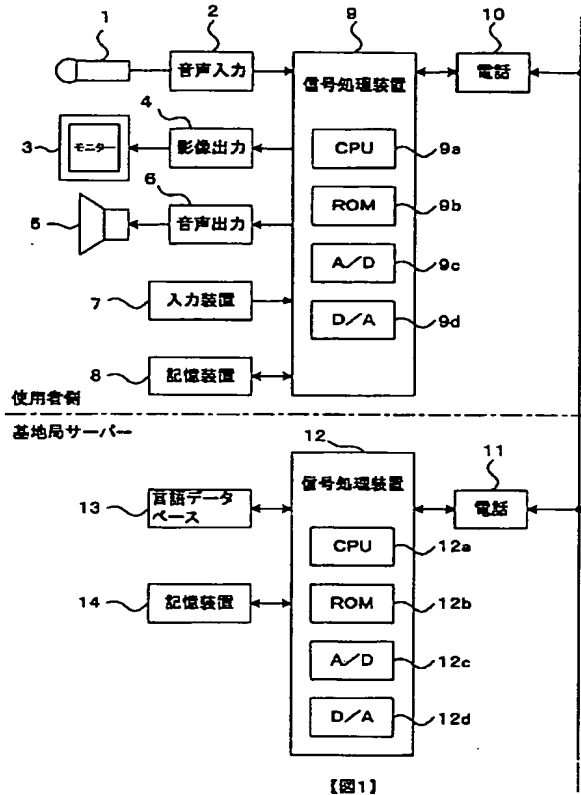 1
2
9
10
音声入力
信号処理装置
電話
4
3
モニター
影像出力
CPU
9a
6
5
音声出力
ROM
9b
7
入力装置
A/D
9c
D/A
9d
8
記憶装置
使用者側
基地局サーバー
12
11
13
言語データ
ベース
信号処理装置
電話
CPU
12a
14
記憶装置
ROM
12b
A/D
12c
D/A
12d
【図1】